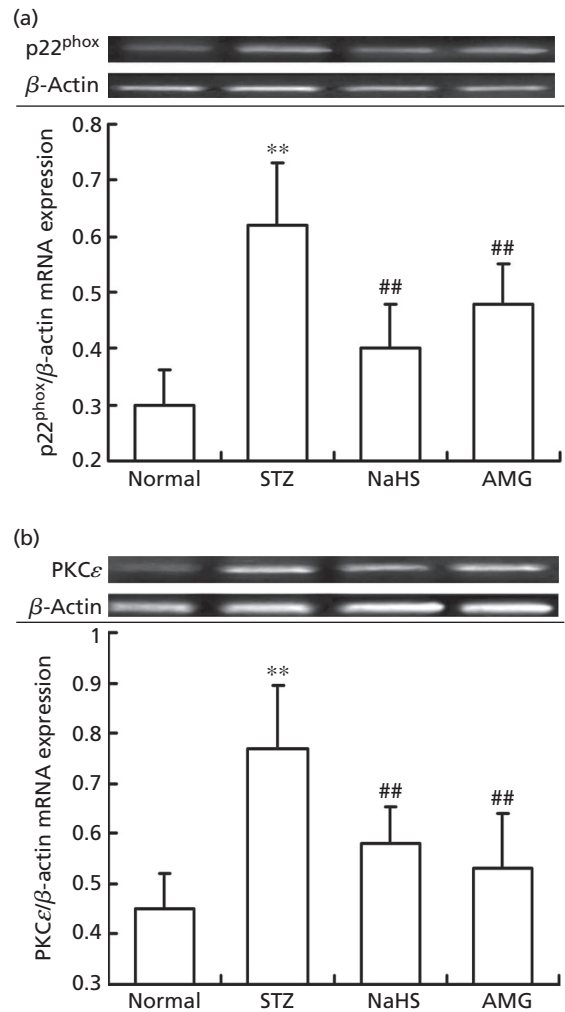 (a)
p22phox
β-Actin
p22phox/β-actin mRNA expression
0.8
0.7
0.6
0.5
0.4
0.3
0.2
**
##
##
Normal STZ NaHS AMG
(b)
PKCε
β-Actin
PKCε/β-actin mRNA expression
1
0.9
0.8
0.7
0.6
0.5
0.4
0.3
**
##
##
Normal STZ NaHS AMG